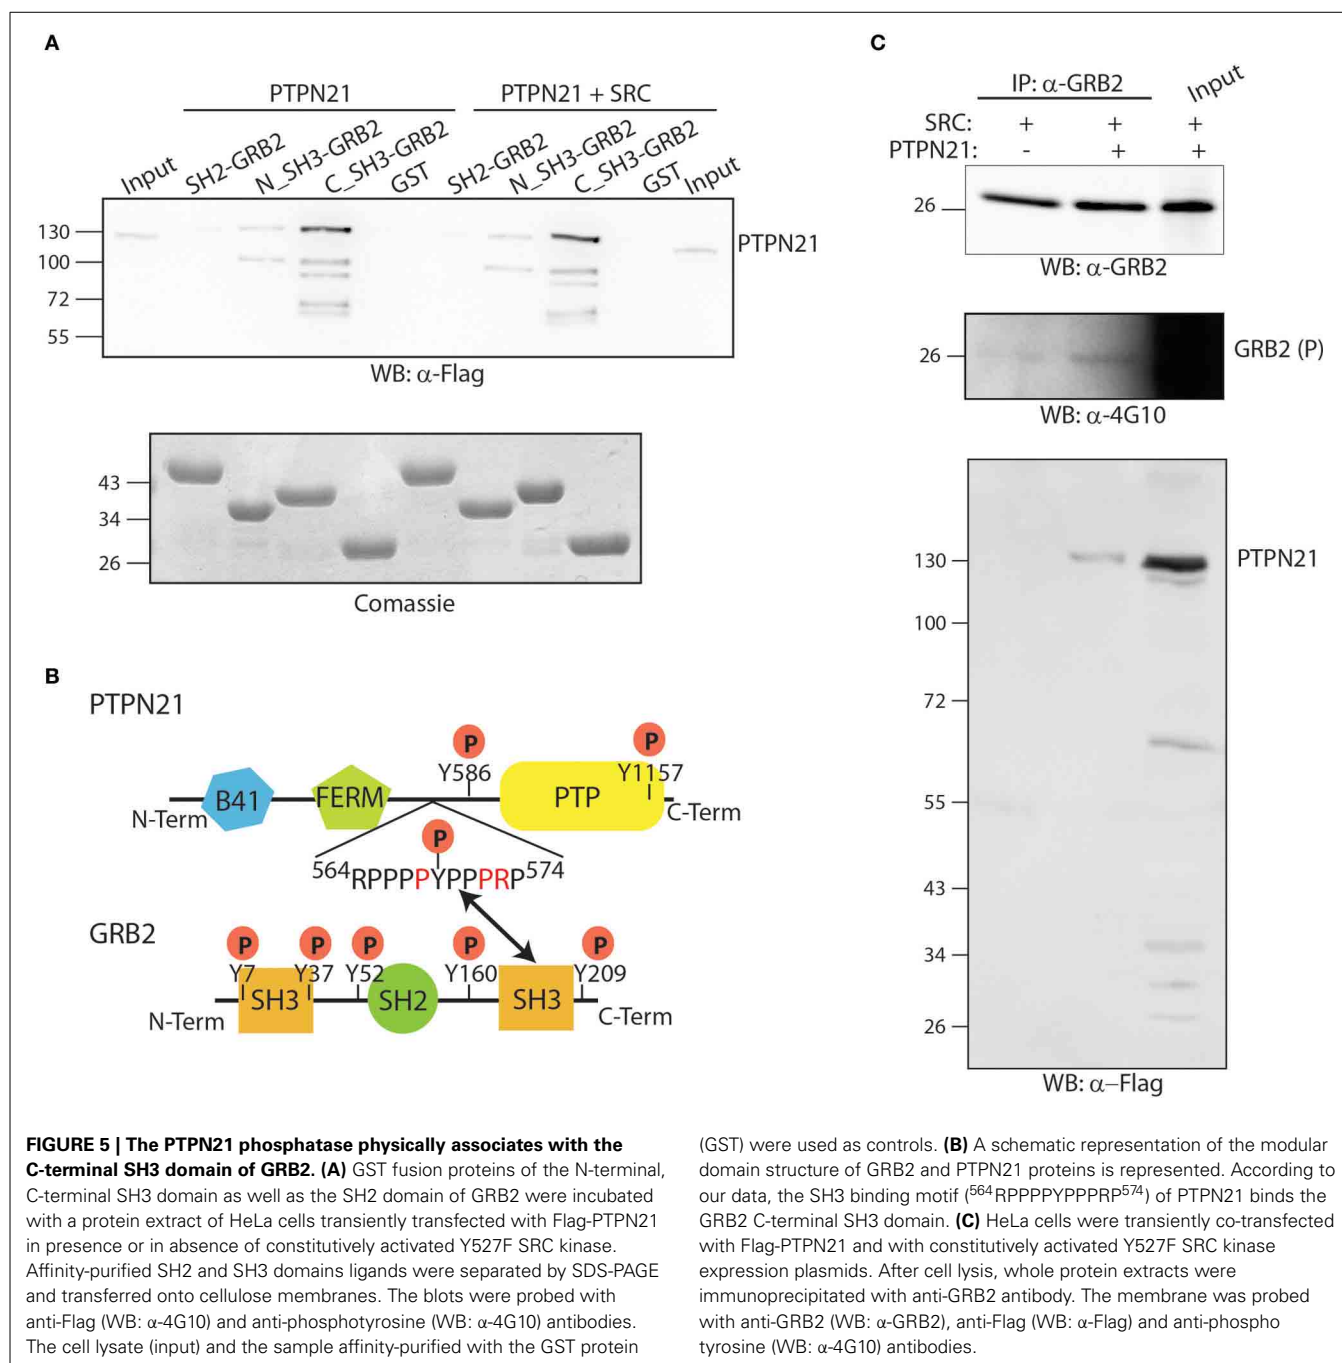 A
PTPN21
PTPN21 + SRC
Input
SH2-GRB2
N_SH3-GRB2
C_SH3-GRB2
GST
SH2-GRB2
N_SH3-GRB2
C_SH3-GRB2
GST
Input
130
100
72
55
PTPN21
WB: α-Flag
43
34
26
Comassie
B
PTPN21
P
P
Y586
Y1157
B41
FERM
PTP
N-Term
C-Term
P
564RPPPPYPPPRP574
GRB2
P
P
P
P
P
Y7
Y37
Y52
Y160
Y209
SH3
SH2
SH3
N-Term
C-Term
C
IP: α-GRB2
Input
SRC: + + +
PTPN21: - + +
26
WB: α-GRB2
26
GRB2 (P)
WB: α-4G10
130
100
72
55
43
34
26
PTPN21
WB: α–Flag
FIGURE 5 | The PTPN21 phosphatase physically associates with the
C-terminal SH3 domain of GRB2. (A) GST fusion proteins of the N-terminal,
C-terminal SH3 domain as well as the SH2 domain of GRB2 were incubated
with a protein extract of HeLa cells transiently transfected with Flag-PTPN21
in presence or in absence of constitutively activated Y527F SRC kinase.
Affinity-purified SH2 and SH3 domains ligands were separated by SDS-PAGE
and transferred onto cellulose membranes. The blots were probed with
anti-Flag (WB: α-4G10) and anti-phosphotyrosine (WB: α-4G10) antibodies.
The cell lysate (input) and the sample affinity-purified with the GST protein
(GST) were used as controls. (B) A schematic representation of the modular
domain structure of GRB2 and PTPN21 proteins is represented. According to
our data, the SH3 binding motif (564RPPPPYPPPRP574) of PTPN21 binds the
GRB2 C-terminal SH3 domain. (C) HeLa cells were transiently co-transfected
with Flag-PTPN21 and with constitutively activated Y527F SRC kinase
expression plasmids. After cell lysis, whole protein extracts were
immunoprecipitated with anti-GRB2 antibody. The membrane was probed
with anti-GRB2 (WB: α-GRB2), anti-Flag (WB: α-Flag) and anti-phospho
tyrosine (WB: α-4G10) antibodies.